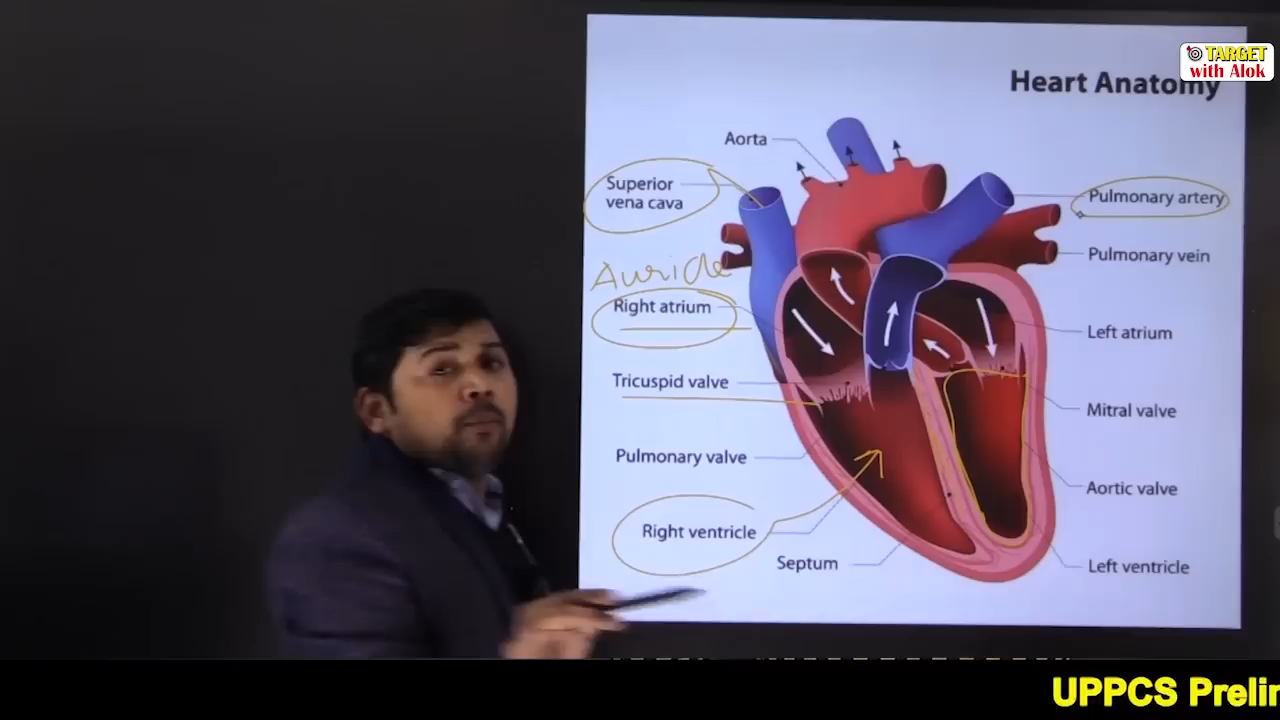 TARGET
with Alok
Heart Anatomy
Aorta
Superior
vena cava
Auricle
Right atrium
Tricuspid valve
Pulmonary valve
Right ventricle
Septum
Pulmonary artery
Pulmonary vein
Left atrium
Mitral valve
Aortic valve
Left ventricle
UPPCS Prelim